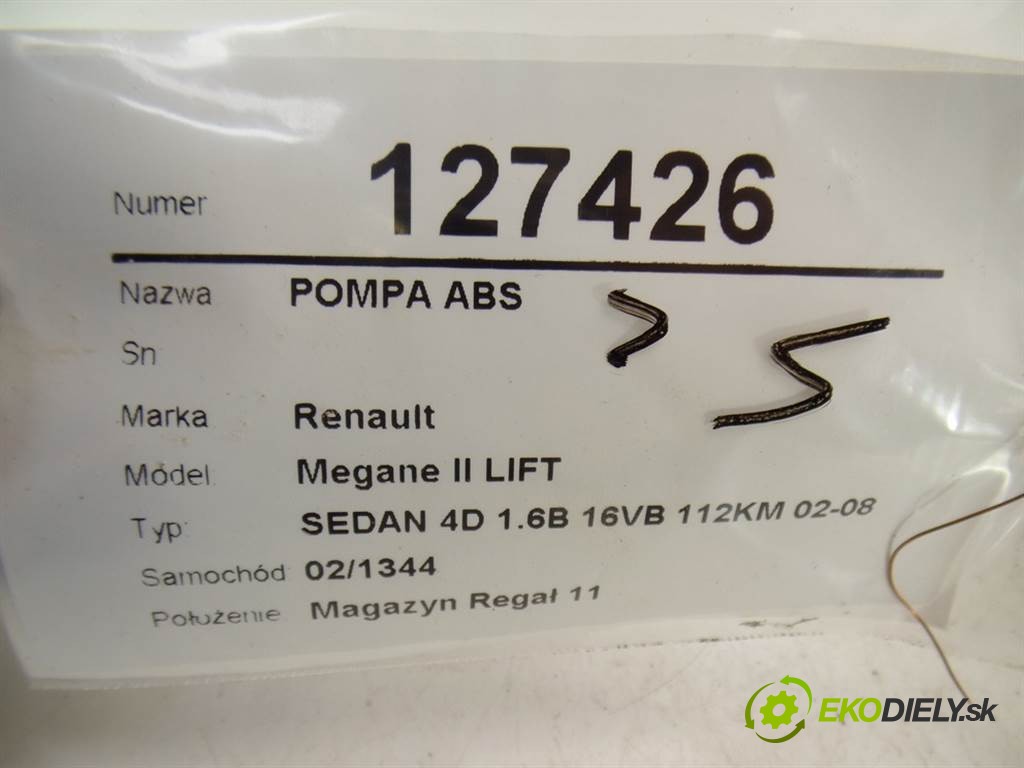 Numer 127426
Nazwa POMPA ABS
Sn
Marka Renault
Model Megane II LIFT
Typ: SEDAN 4D 1.6B 16VB 112KM 02-08
Samochód 02/1344
Położenie Magazyn Regał 11
EKODIELY.sk